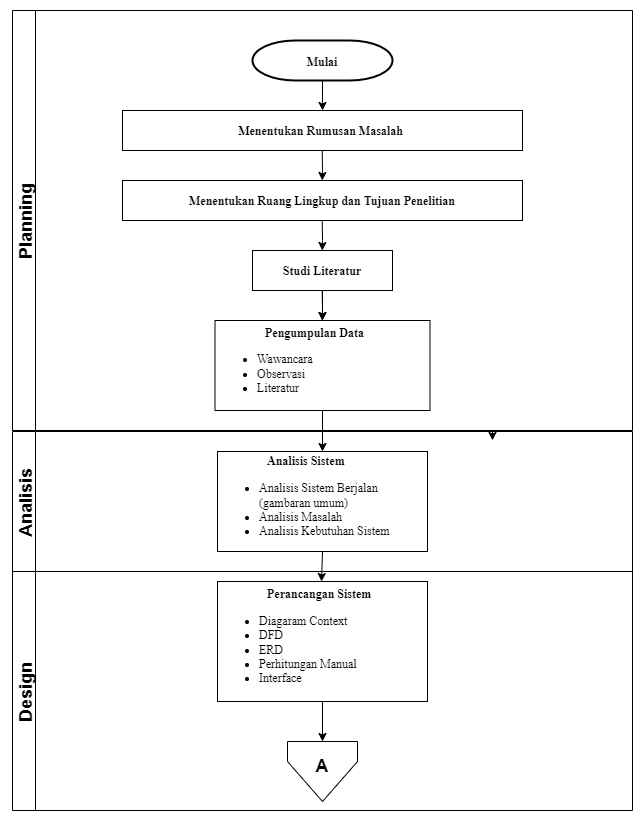 Planning
Mulai
Menentukan Rumusan Masalah
Menentukan Ruang Lingkup dan Tujuan Penelitian
Studi Literatur
Pengumpulan Data
Wawancara
Observasi
Literatur
Analisis
Analisis Sistem
Analisis Sistem Berjalan
(gambaran umum)
Analisis Masalah
Analisis Kebutuhan Sistem
Design
Perancangan Sistem
Diagaram Context
DFD
ERD
Perhitungan Manual
Interface
A